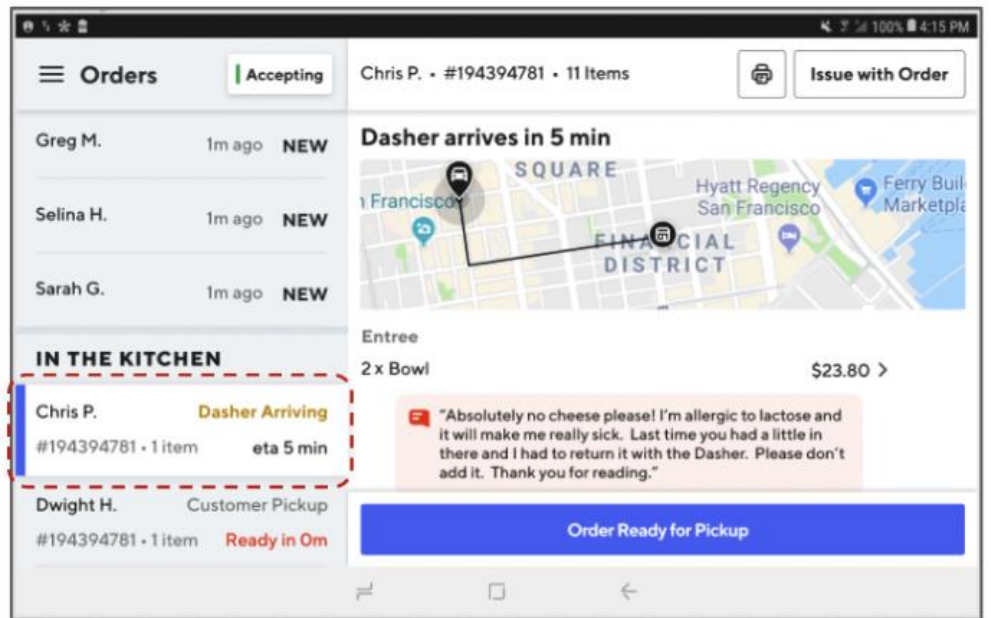 100% 4:15 PM
Orders
Accepting
Chris P. • #194394781 • 11 Items
Issue with Order
Greg M.
1m ago NEW
Selina H.
1m ago NEW
Sarah G.
1m ago NEW
IN THE KITCHEN
Chris P. Dasher Arriving
#194394781 • 1 item eta 5 min
Dwight H. Customer Pickup
#194394781 • 1 item Ready in 0m
Dasher arrives in 5 min
SQUARE
Francisco
Hyatt Regency
San Francisco
Ferry Buil
Marketpla
FINANCIAL
DISTRICT
Entree
2 x Bowl $23.80 >
"Absolutely no cheese please! I'm allergic to lactose and
it will make me really sick. Last time you had a little in
there and I had to return it with the Dasher. Please don't
add it. Thank you for reading."
Order Ready for Pickup